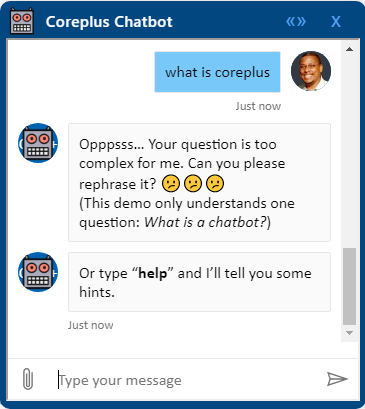 Coreplus Chatbot «» X
what is coreplus
Just now
Opppsss... Your question is too
complex for me. Can you please
rephrase it? 😕 😕 😕
(This demo only understands one
question: What is a chatbot?)
Or type “help” and I’ll tell you some
hints.
Just now
Type your message